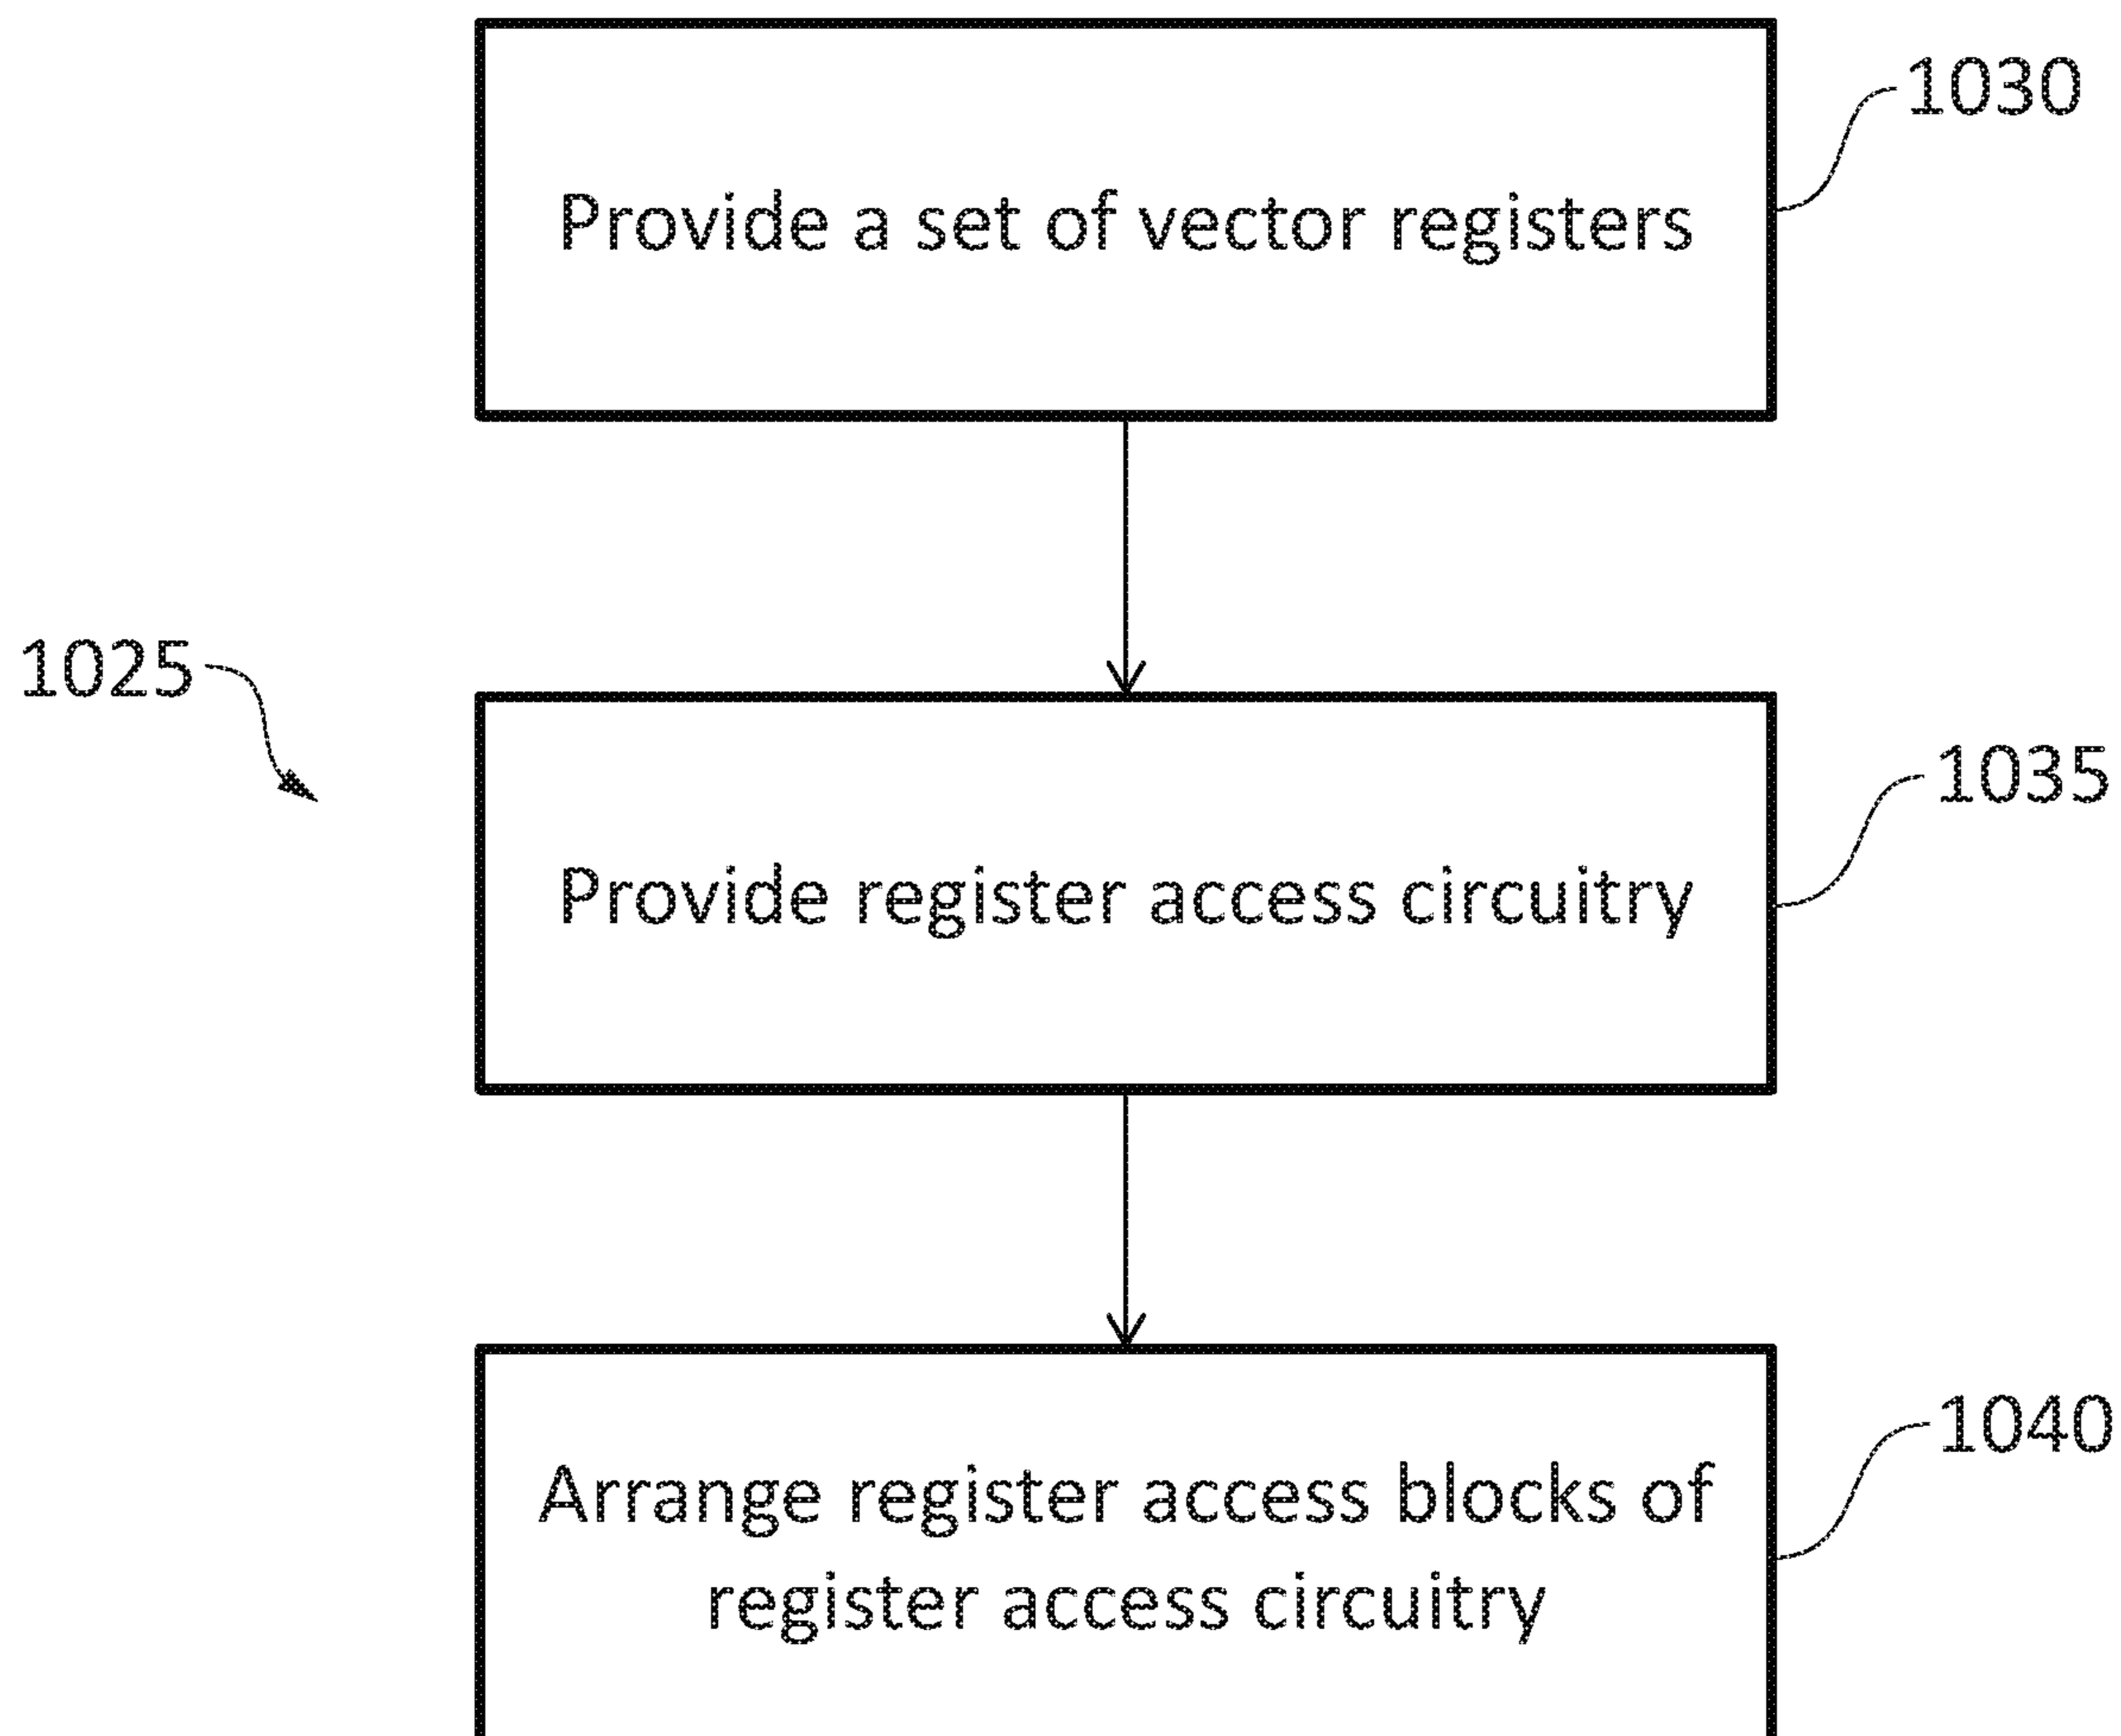 1030
Provide a set of vector registers
1025
1035
Provide register access circuitry
1040
Arrange register access blocks of
register access circuitry